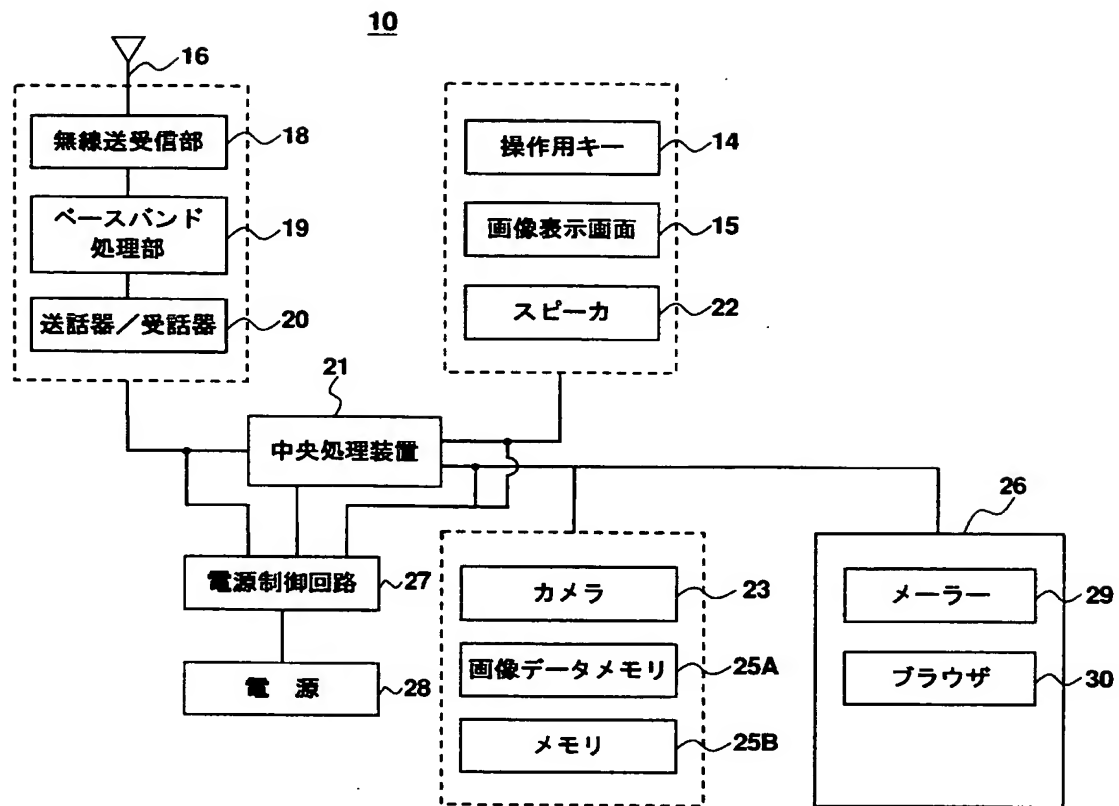 10
16
無線送受信部 18
ベースバンド
処理部 19
送話器／受話器 20
操作用キー 14
画像表示画面 15
スピーカ 22
21
中央処理装置
電源制御回路 27
電 源 28
カメラ 23
画像データメモリ 25A
メモリ 25B
26
メーラー 29
ブラウザ 30